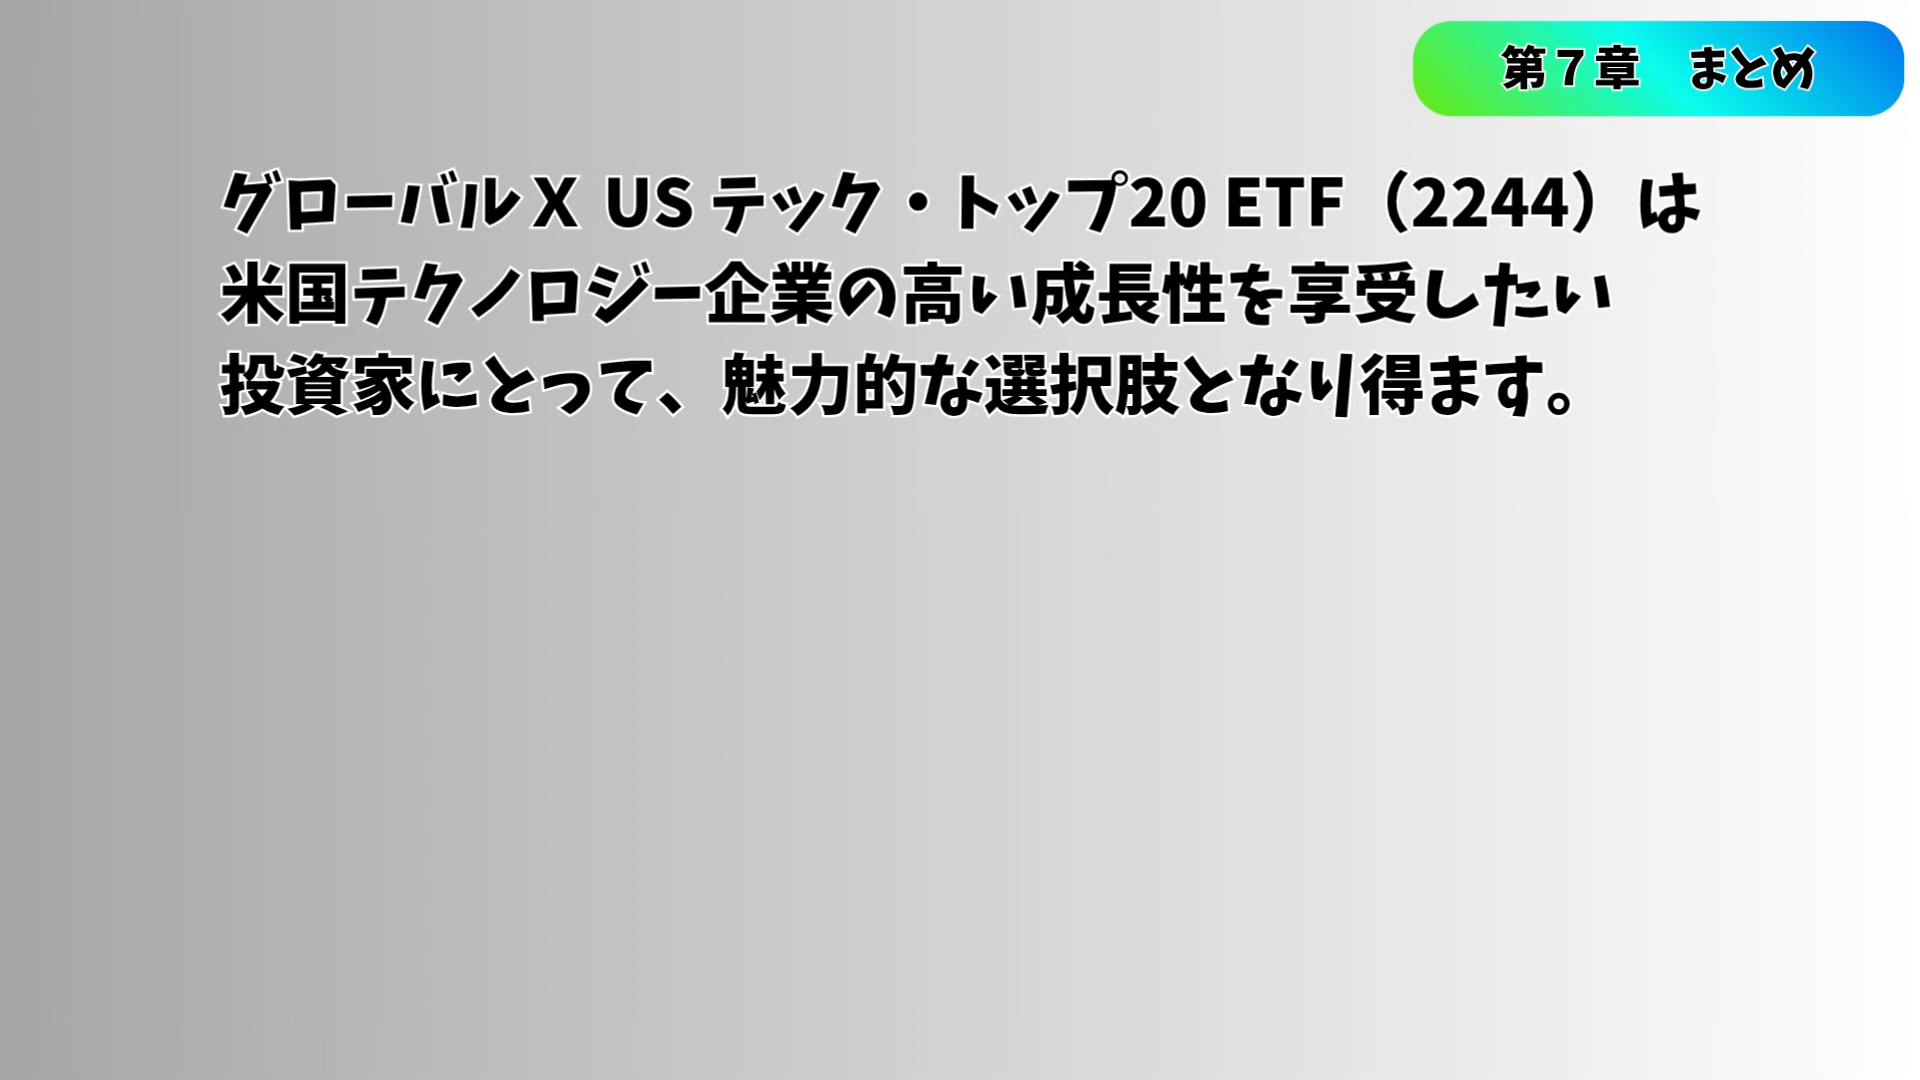 第７章　まとめ
グローバルＸ US テック・トップ20 ETF（2244）は
米国テクノロジー企業の高い成長性を享受したい
投資家にとって、魅力的な選択肢となり得ます。